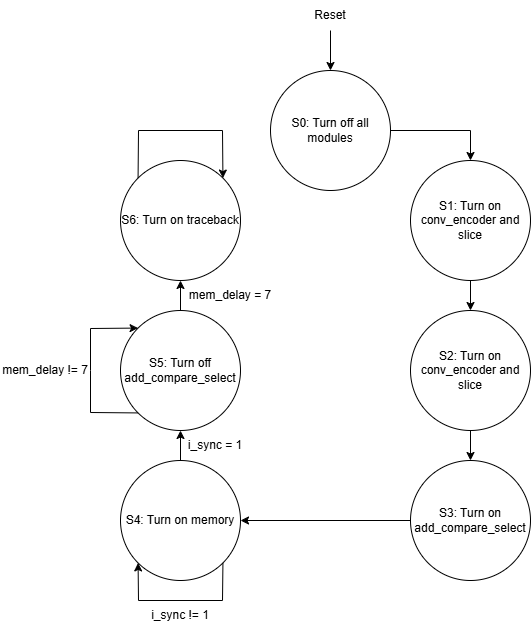 Reset
S0: Turn off all
modules
S1: Turn on
conv_encoder and
slice
S2: Turn on
conv_encoder and
slice
S3: Turn on
add_compare_select
S4: Turn on memory
i_sync != 1
i_sync = 1
S5: Turn off
add_compare_select
mem_delay != 7
mem_delay = 7
S6: Turn on traceback